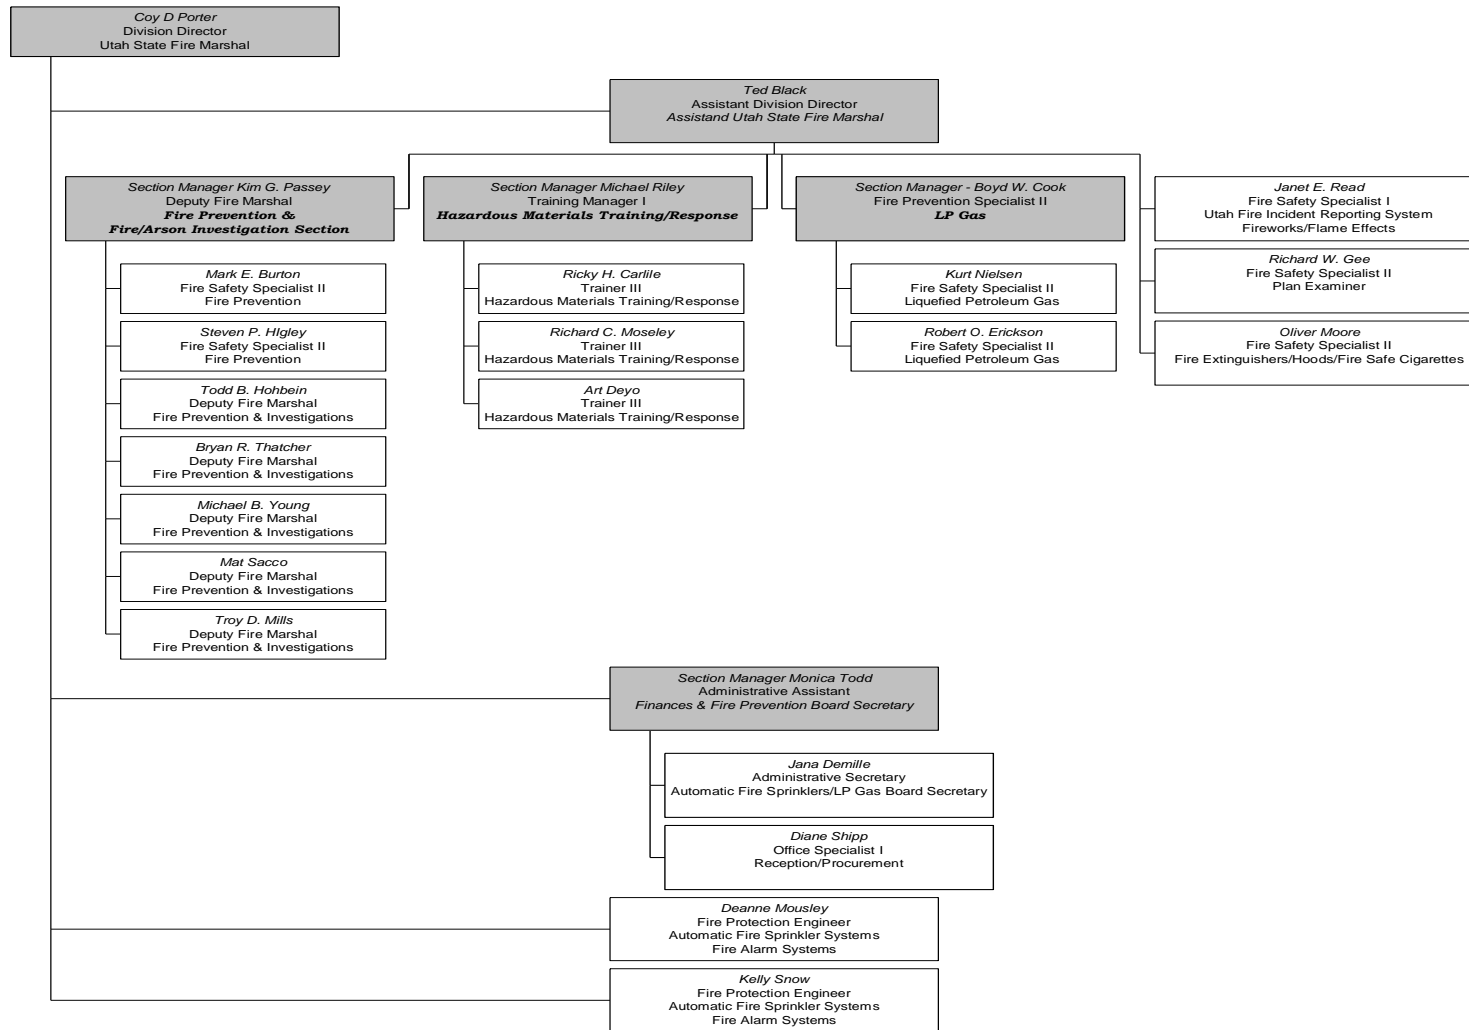 Coy D Porter
Division Director
Utah State Fire Marshal
Ted Black
Assistant Division Director
Assistand Utah State Fire Marshal
Section Manager Kim G. Passey
Deputy Fire Marshal
Fire Prevention &
Fire/Arson Investigation Section
Mark E. Burton
Fire Safety Specialist II
Fire Prevention
Steven P. HIgley
Fire Safety Specialist II
Fire Prevention
Todd B. Hohbein
Deputy Fire Marshal
Fire Prevention & Investigations
Bryan R. Thatcher
Deputy Fire Marshal
Fire Prevention & Investigations
Michael B. Young
Deputy Fire Marshal
Fire Prevention & Investigations
Mat Sacco
Deputy Fire Marshal
Fire Prevention & Investigations
Troy D. Mills
Deputy Fire Marshal
Fire Prevention & Investigations
Section Manager Michael Riley
Training Manager I
Hazardous Materials Training/Response
Ricky H. Carlile
Trainer III
Hazardous Materials Training/Response
Richard C. Moseley
Trainer III
Hazardous Materials Training/Response
Art Deyo
Trainer III
Hazardous Materials Training/Response
Section Manager - Boyd W. Cook
Fire Prevention Specialist II
LP Gas
Kurt Nielsen
Fire Safety Specialist II
Liquefied Petroleum Gas
Robert O. Erickson
Fire Safety Specialist II
Liquefied Petroleum Gas
Janet E. Read
Fire Safety Specialist I
Utah Fire Incident Reporting System
Fireworks/Flame Effects
Richard W. Gee
Fire Safety Specialist II
Plan Examiner
Oliver Moore
Fire Safety Specialist II
Fire Extinguishers/Hoods/Fire Safe Cigarettes
Section Manager Monica Todd
Administrative Assistant
Finances & Fire Prevention Board Secretary
Jana Demille
Administrative Secretary
Automatic Fire Sprinklers/LP Gas Board Secretary
Diane Shipp
Office Specialist I
Reception/Procurement
Deanne Mousley
Fire Protection Engineer
Automatic Fire Sprinkler Systems
Fire Alarm Systems
Kelly Snow
Fire Protection Engineer
Automatic Fire Sprinkler Systems
Fire Alarm Systems